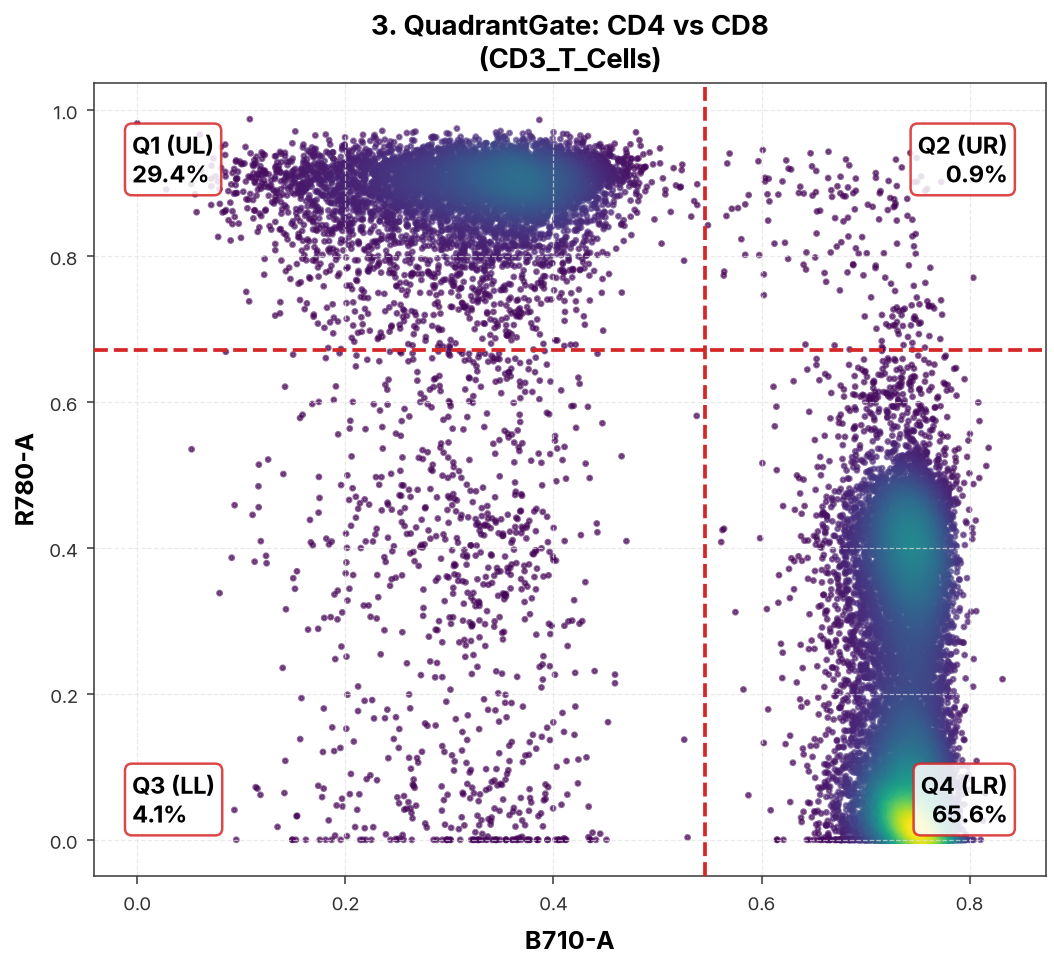 3. QuadrantGate: CD4 vs CD8
(CD3_T_Cells)
1.0
0.8
0.6
0.4
0.2
0.0
R780-A
Q1 (UL)
29.4%
Q2 (UR)
0.9%
Q3 (LL)
4.1%
Q4 (LR)
65.6%
0.0
0.2
0.4
0.6
0.8
B710-A